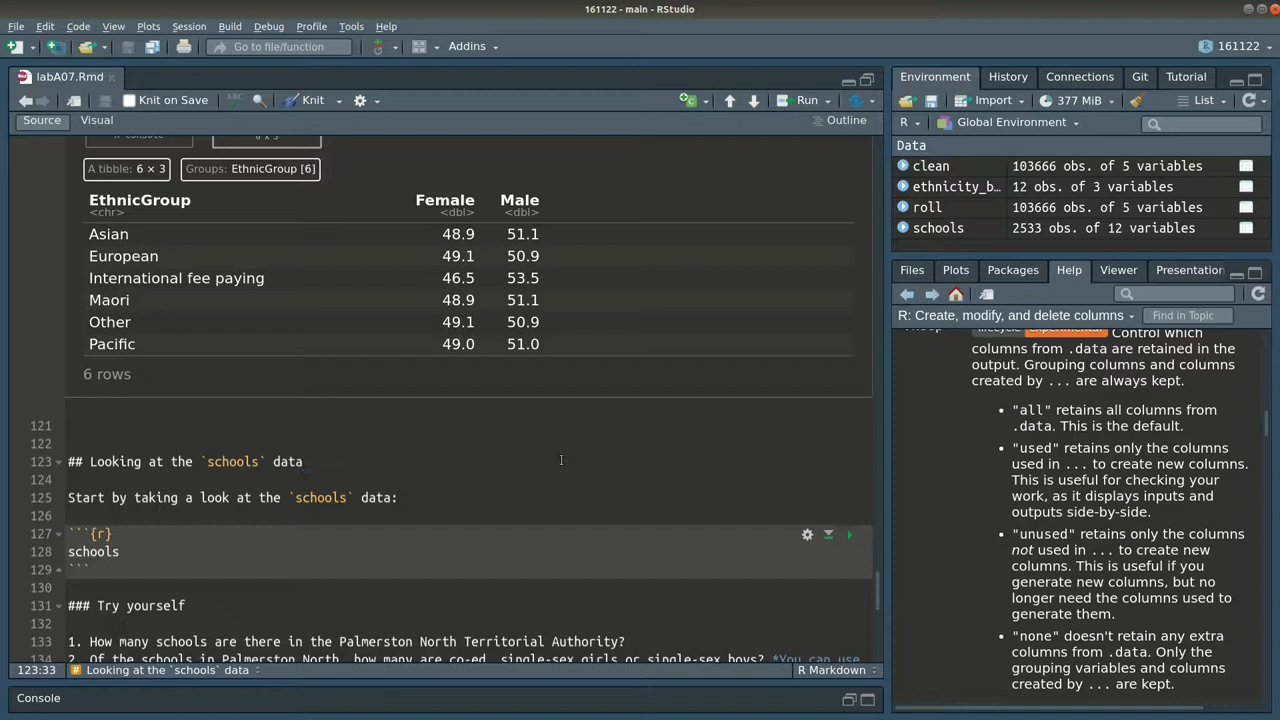 161122 - main - RStudio
File Edit Code View Plots Session Build Debug Profile Tools Help
Go to file/function Addins 161122
labA07.Rmd
Knit on Save ABC Knit Run
Source Visual Outline
A tibble: 6 × 3 Groups: EthnicGroup [6]
EthnicGroup Female Male
<chr> <dbl> <dbl>
Asian 48.9 51.1
European 49.1 50.9
International fee paying 46.5 53.5
Maori 48.9 51.1
Other 49.1 50.9
Pacific 49.0 51.0
6 rows
121
122
123 ## Looking at the `schools` data
124
125 Start by taking a look at the `schools` data:
126
127 ```{r}
128 schools
129 ```
130
131 ### Try yourself
132
133 1. How many schools are there in the Palmerston North Territorial Authority?
134 2. Of the schools in Palmerston North, how many are co-ed, single-sex girls or single-sex boys? *You can use
123:33 Looking at the `schools` data R Markdown
Console
Environment History Connections Git Tutorial
Import 377 MiB List
R Global Environment
Data
clean 103666 obs. of 5 variables
ethnicity_b… 12 obs. of 3 variables
roll 103666 obs. of 5 variables
schools 2533 obs. of 12 variables
Files Plots Packages Help Viewer Presentation
R: Create, modify, and delete columns Find in Topic
lifecycle experimental Control which
columns from .data are retained in the
output. Grouping columns and columns
created by ... are always kept.
• "all" retains all columns from
.data. This is the default.
• "used" retains only the columns
used in ... to create new columns.
This is useful for checking your
work, as it displays inputs and
outputs side-by-side.
• "unused" retains only the columns
not used in ... to create new
columns. This is useful if you
generate new columns, but no
longer need the columns used to
generate them.
• "none" doesn't retain any extra
columns from .data. Only the
grouping variables and columns
created by ... are kept.